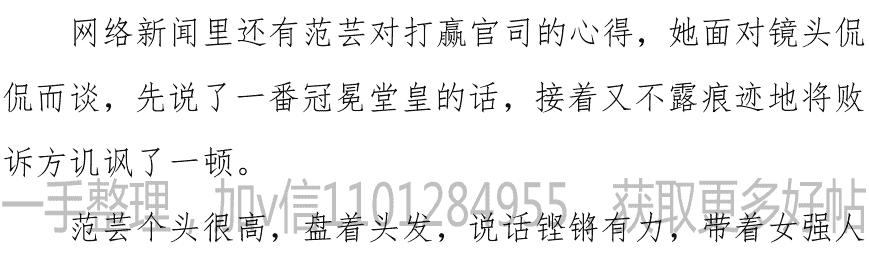 网络新闻里还有范芸对打赢官司的心得，她面对镜头侃
侃而谈，先说了一番冠冕堂皇的话，接着又不露痕迹地将败
诉方讥讽了一顿。
一手整理 加v信1101284955 获取更多好帖
范芸个头很高，盘着头发，说话铿锵有力，带着女强人